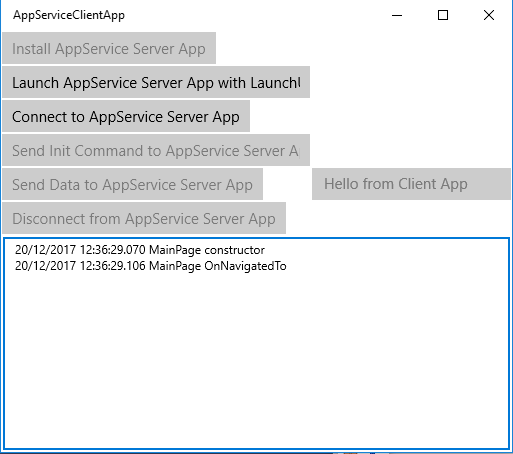 AppServiceClientApp
Install AppService Server App
Launch AppService Server App with Launch
Connect to AppService Server App
Send Init Command to AppService Server A
Send Data to AppService Server App
Hello from Client App
Disconnect from AppService Server App
20/12/2017 12:36:29.070 MainPage constructor
20/12/2017 12:36:29.106 MainPage OnNavigatedTo